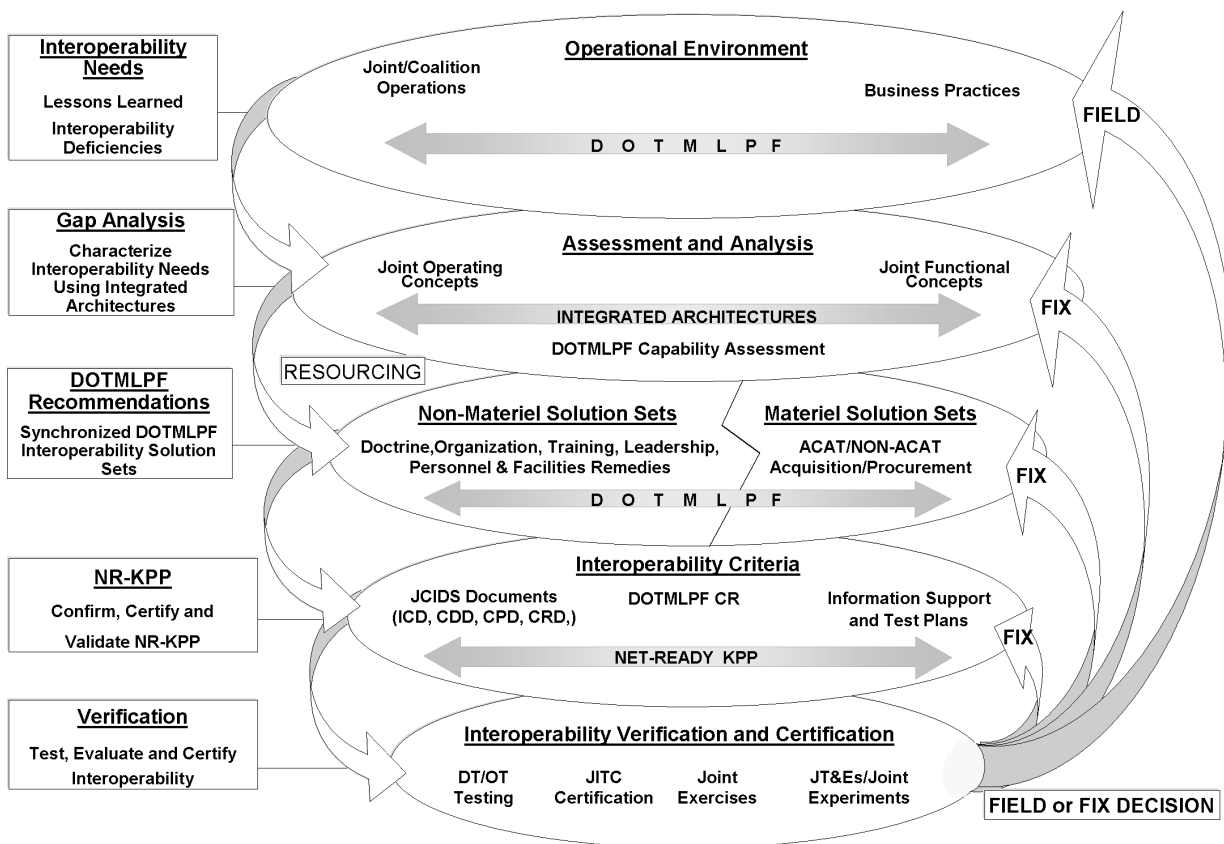 Interoperability
Needs
Lessons Learned
Interoperability
Deficiencies
Operational Environment
Joint/Coalition
Operations
Business Practices
D O T M L P F
FIELD
Gap Analysis
Characterize
Interoperability Needs
Using Integrated
Architectures
Assessment and Analysis
Joint Operating
Concepts
Joint Functional
Concepts
INTEGRATED ARCHITECTURES
DOTMLPF Capability Assessment
FIX
RESOURCING
DOTMLPF
Recommendations
Synchronized DOTMLPF
Interoperability Solution
Sets
Non-Materiel Solution Sets
Doctrine,Organization, Training, Leadership,
Personnel & Facilities Remedies
Materiel Solution Sets
ACAT/NON-ACAT
Acquisition/Procurement
D O T M L P F
FIX
NR-KPP
Confirm, Certify and
Validate NR-KPP
Interoperability Criteria
JCIDS Documents
(ICD, CDD, CPD, CRD,)
DOTMLPF CR
Information Support
and Test Plans
NET-READY KPP
FIX
Verification
Test, Evaluate and Certify
Interoperability
Interoperability Verification and Certification
DT/OT
Testing
JITC
Certification
Joint
Exercises
JT&Es/Joint
Experiments
FIELD or FIX DECISION